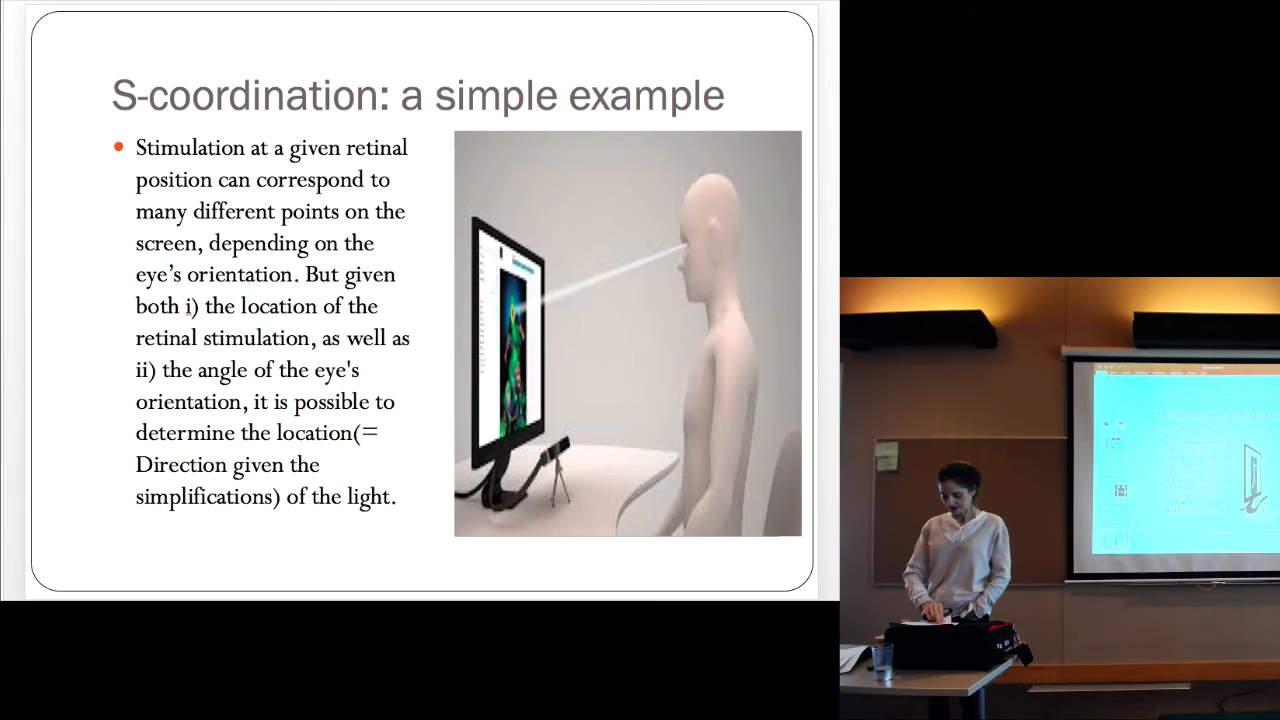 S-coordination: a simple example
Stimulation at a given retinal
position can correspond to
many different points on the
screen, depending on the
eye’s orientation. But given
both i) the location of the
retinal stimulation, as well as
ii) the angle of the eye's
orientation, it is possible to
determine the location(=
Direction given the
simplifications) of the light.